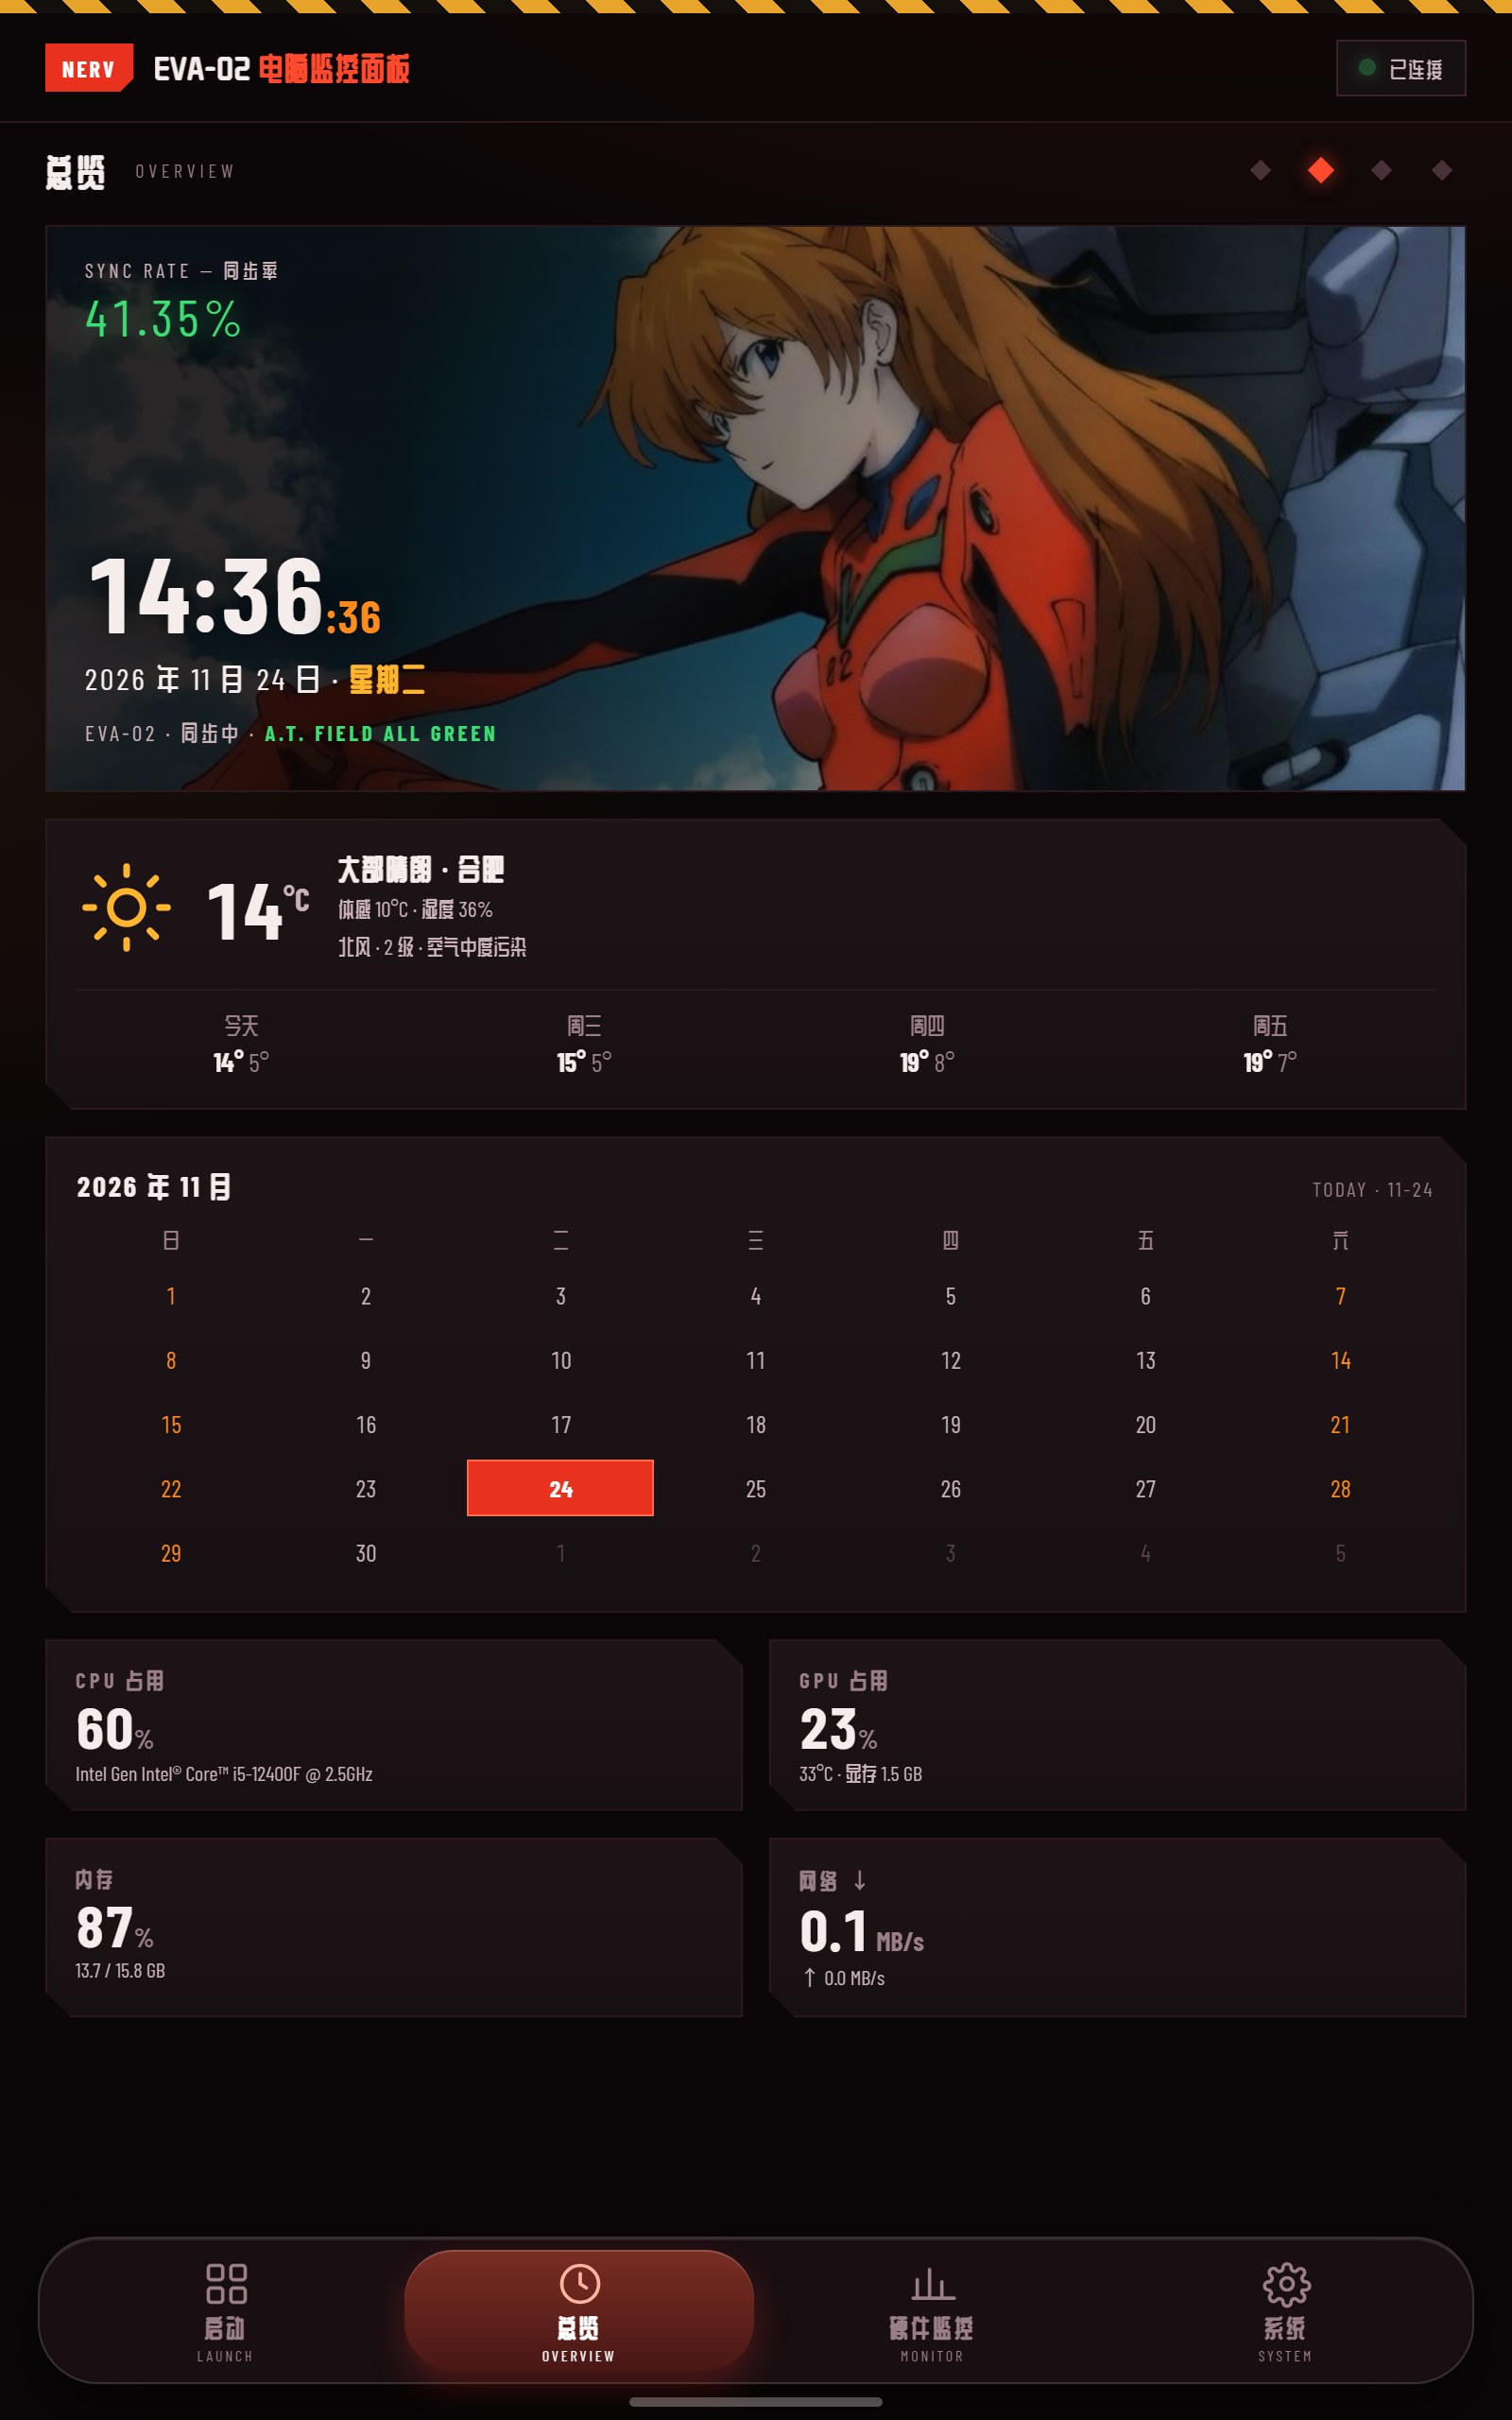 NERV EVA-02 电脑监控面板 已连接
总览 OVERVIEW
SYNC RATE — 同步率
41.35%
14:36:36
2026 年 11 月 24 日 · 星期二
EVA-02 · 同步中 · A.T. FIELD ALL GREEN
02
14°C
大部晴朗 · 合肥
体感 10°C · 湿度 36%
北风 · 2 级 · 空气中度污染
今天 周三 周四 周五
14° 5° 15° 5° 19° 8° 19° 7°
2026 年 11 月 TODAY · 11-24
日 一 二 三 四 五 六
1 2 3 4 5 6 7
8 9 10 11 12 13 14
15 16 17 18 19 20 21
22 23 24 25 26 27 28
29 30 1 2 3 4 5
CPU 占用
60%
Intel Gen Intel® Core™ i5-12400F @ 2.5GHz
GPU 占用
23%
33°C · 显存 1.5 GB
内存
87%
13.7 / 15.8 GB
网络 ↓
0.1 MB/s
↑ 0.0 MB/s
启动 总览 硬件监控 系统
LAUNCH OVERVIEW MONITOR SYSTEM